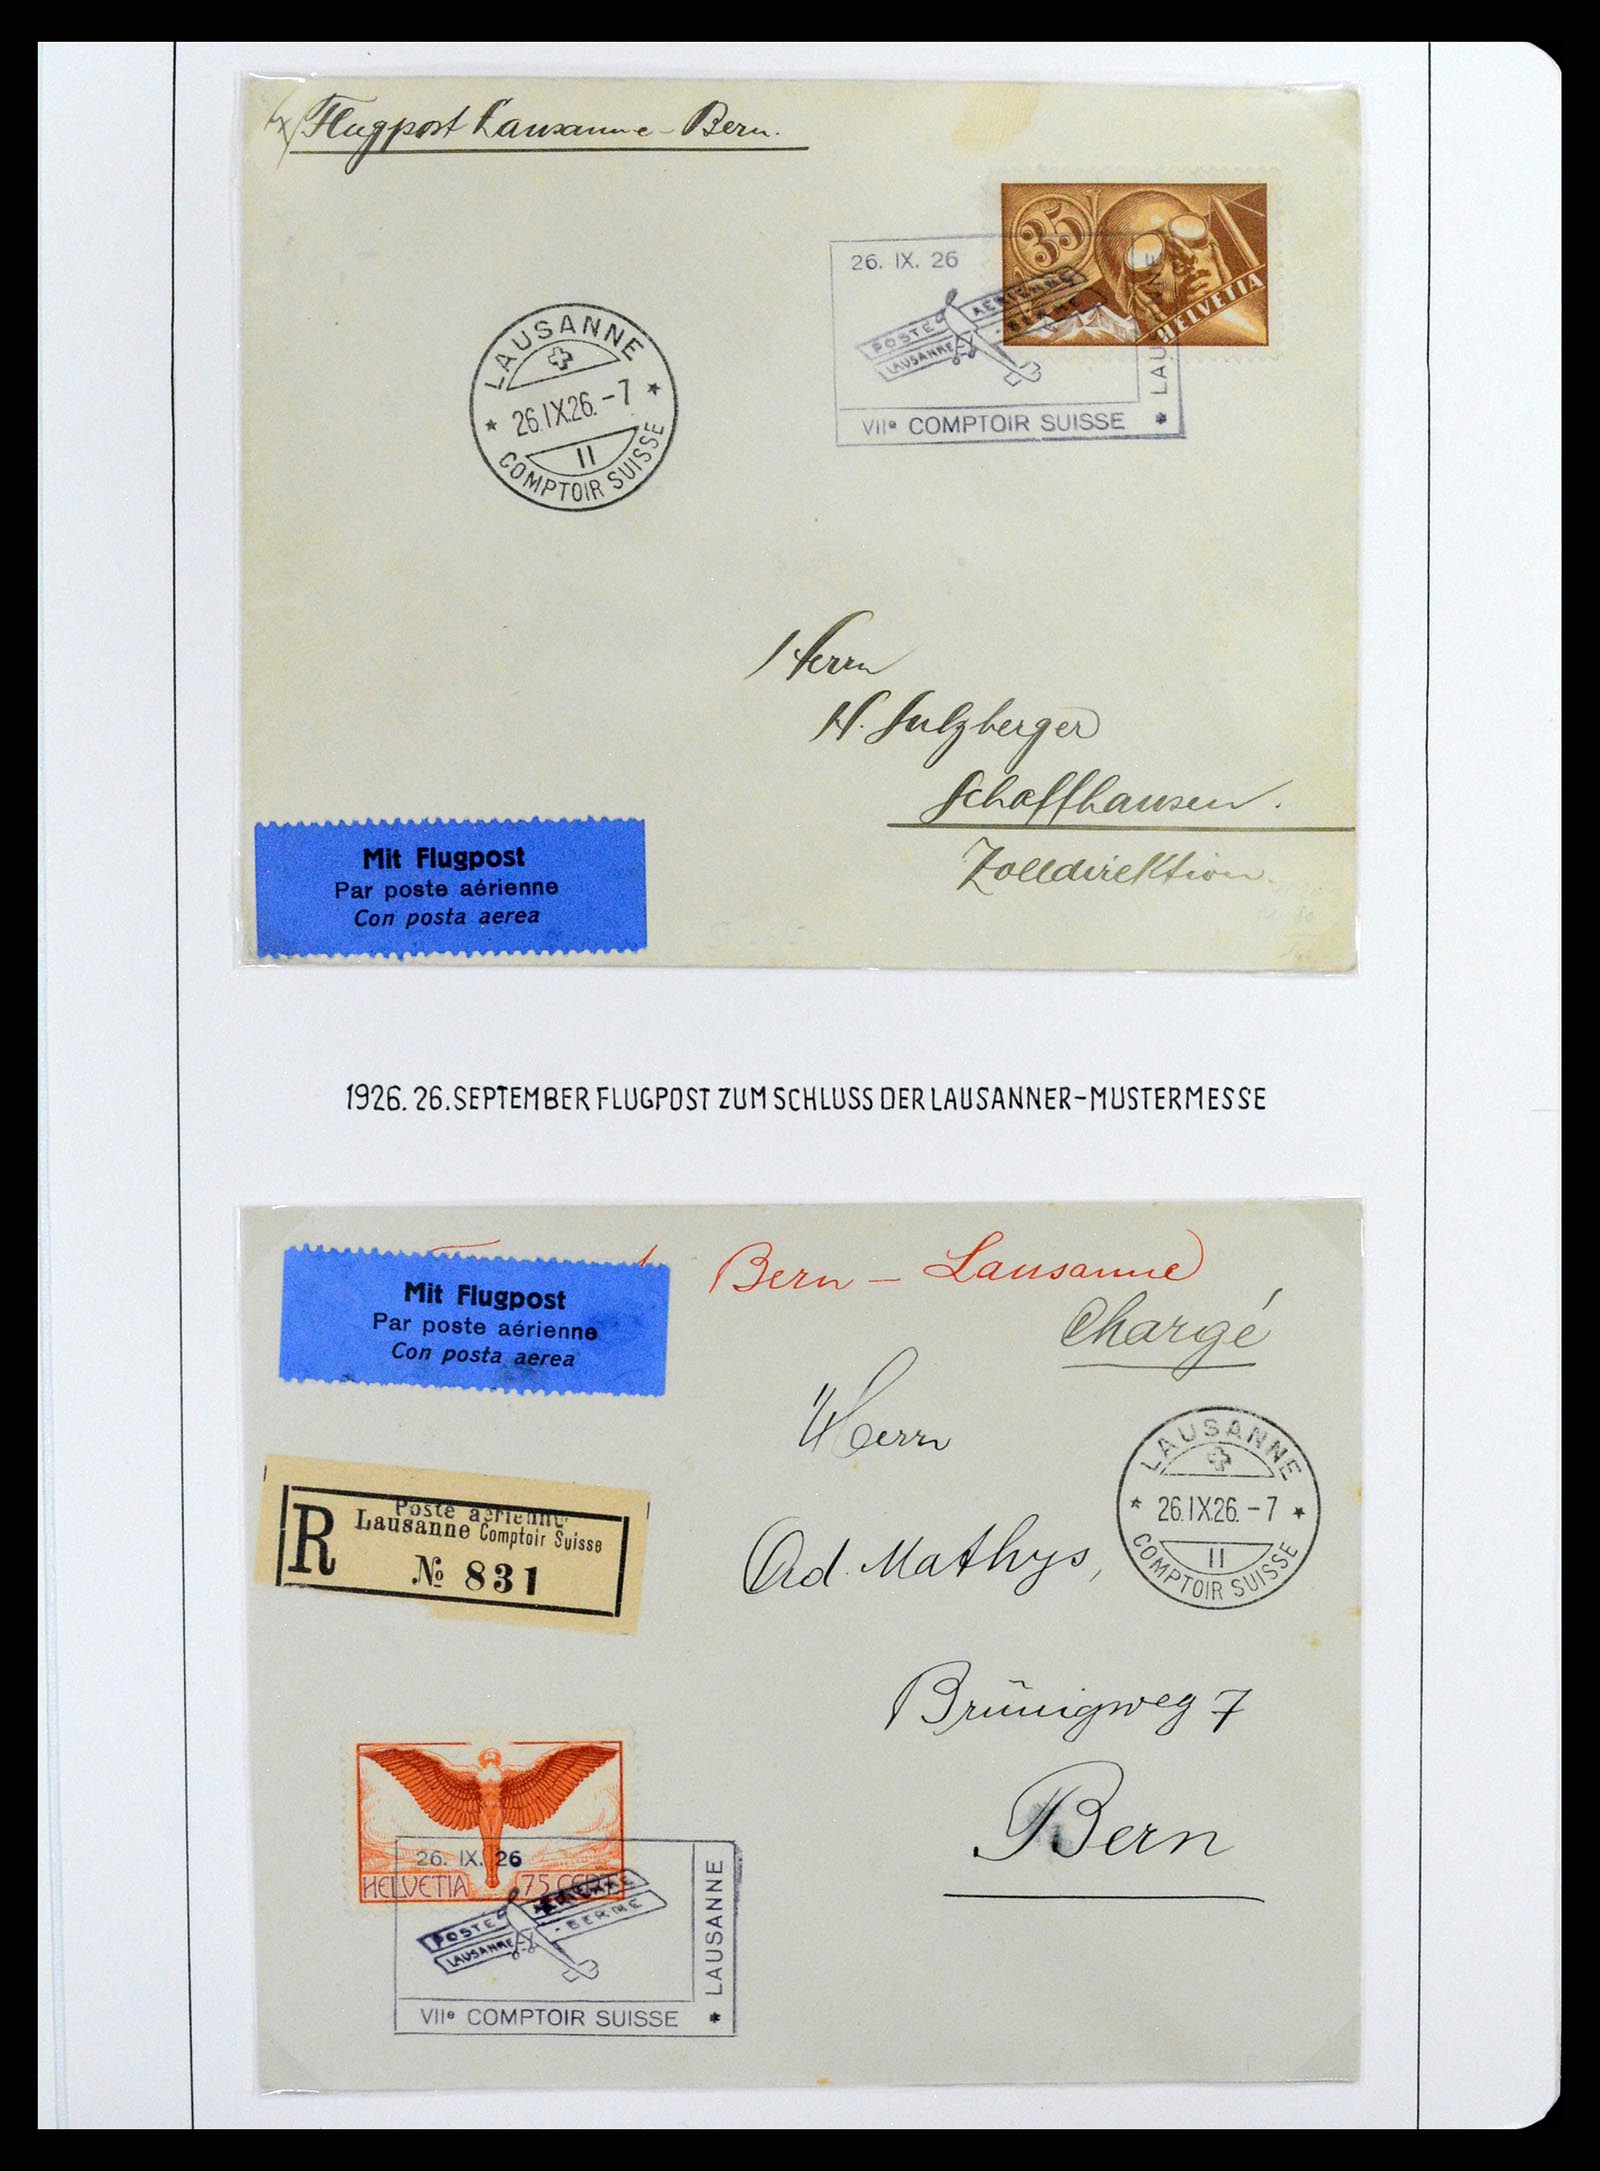 Flugpost Lausanne - Bern.
35
HELVETIA
26. IX. 26
POSTE AERIENNE
LAUSANNE - BERNE
LAUSANNE *
VIIe COMPTOIR SUISSE
LAUSANNE
* 26.IX.26. - 7 *
II
COMPTOIR SUISSE
Herrn
H. Sulzberger
Schaffhausen.
Zolldirektion.
Mit Flugpost
Par poste aérienne
Con posta aerea
1926. 26. SEPTEMBER FLUGPOST ZUM SCHLUSS DER LAUSANNER-MUSTERMESSE
Bern - Lausanne
Chargé
Mit Flugpost
Par poste aérienne
Con posta aerea
Herrn
LAUSANNE
* 26.IX.26. - 7 *
II
COMPTOIR SUISSE
R
Poste aérienne
Lausanne Comptoir Suisse
№ 831
Ad. Mathys,
Brünigweg 7
Bern
HELVETIA 75 CENT.
26. IX. 26
POSTE AERIENNE
LAUSANNE - BERNE
LAUSANNE *
VIIe COMPTOIR SUISSE